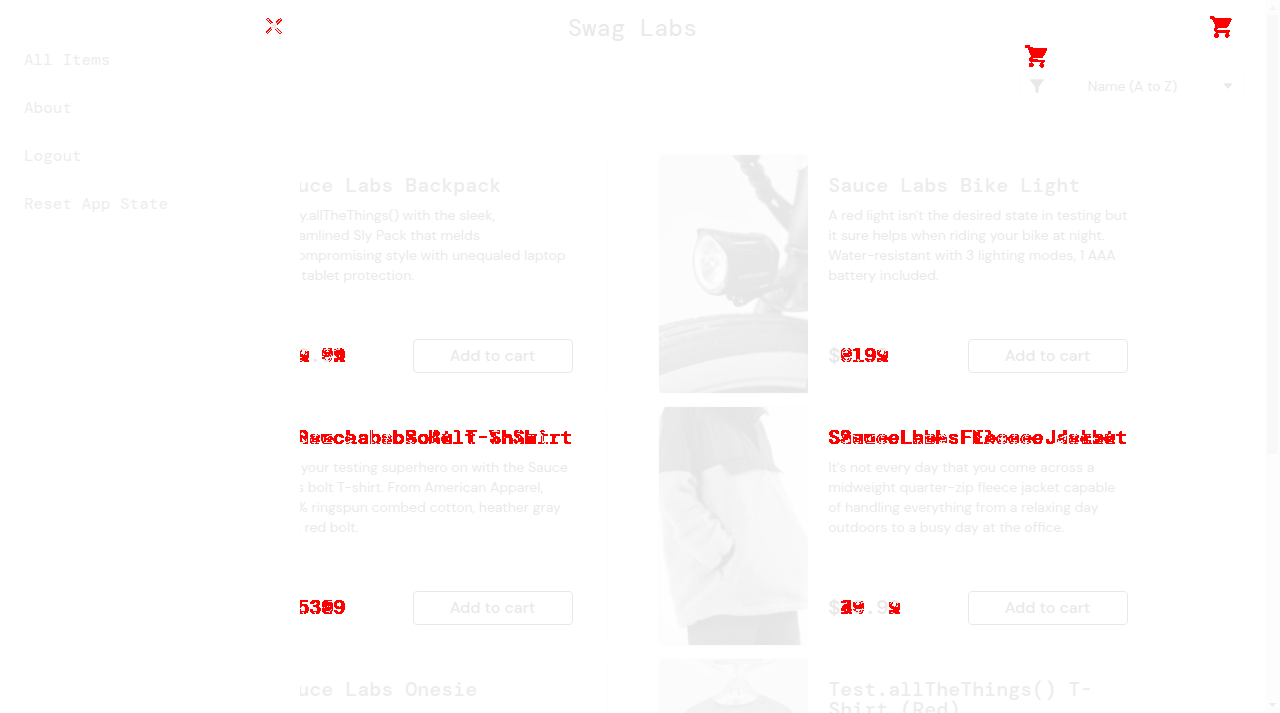 Swag Labs
All Items
About
Logout
Reset App State
Name (A to Z)
uce Labs Backpack
y.allTheThings() with the sleek,
amlined Sly Pack that melds
ompromising style with unequaled laptop
tablet protection.
Add to cart
Sauce Labs Bike Light
A red light isn't the desired state in testing but
it sure helps when riding your bike at night.
Water-resistant with 3 lighting modes, 1 AAA
battery included.
Add to cart
your testing superhero on with the Sauce
s bolt T-shirt. From American Apparel,
% ringspun combed cotton, heather gray
red bolt.
Add to cart
It's not every day that you come across a
midweight quarter-zip fleece jacket capable
of handling everything from a relaxing day
outdoors to a busy day at the office.
Add to cart
uce Labs Onesie
Test.allTheThings() T-
Shirt (Red)